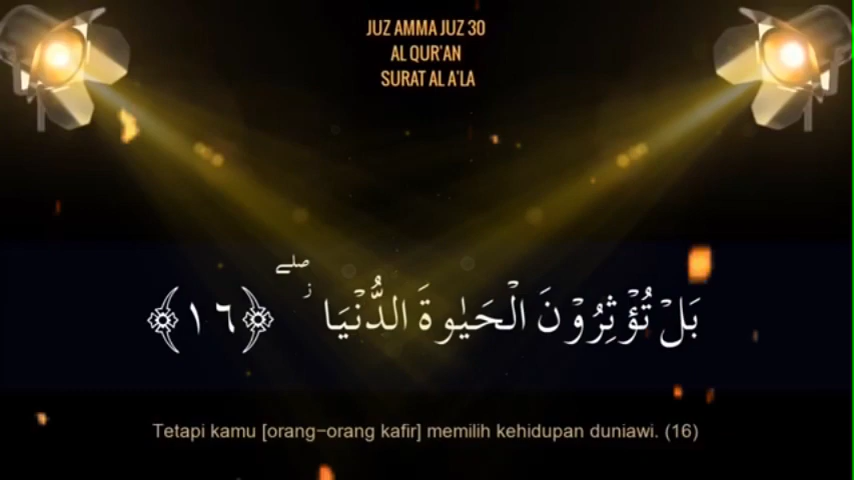 JUZ AMMA JUZ 30
AL QUR'AN
SURAT AL A'LA
بَلْ تُؤْثِرُوْنَ الْحَيٰوةَ الدُّنْيَا ۖ ز ﴿١٦﴾
Tetapi kamu [orang-orang kafir] memilih kehidupan duniawi. (16)